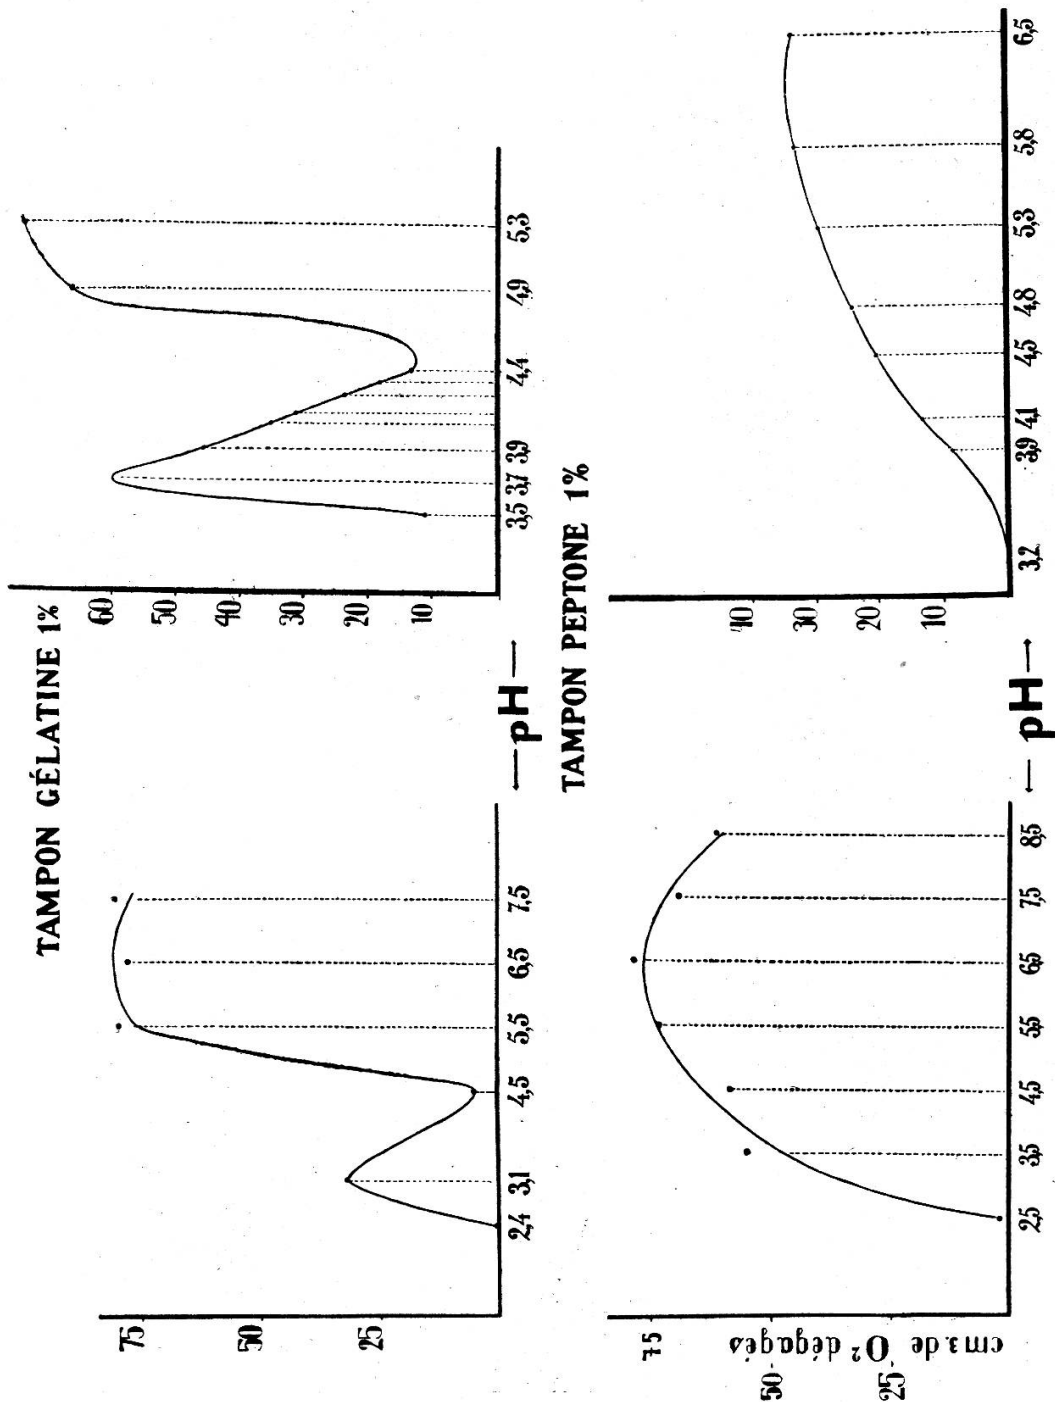 TAMPON GÉLATINE 1%
75
50
25
2,4 3,1 4,5 5,5 6,5 7,5
60
50
40
30
20
10
3,5 3,7 3,9 4,4 4,9 5,3
← pH →
TAMPON PEPTONE 1%
cm3. de O² dégagés
75
50
25
2,5 3,5 4,5 5,5 6,5 7,5 8,5
40
30
20
10
3,2 3,9 4,1 4,5 4,8 5,3 5,8 6,5
← pH →